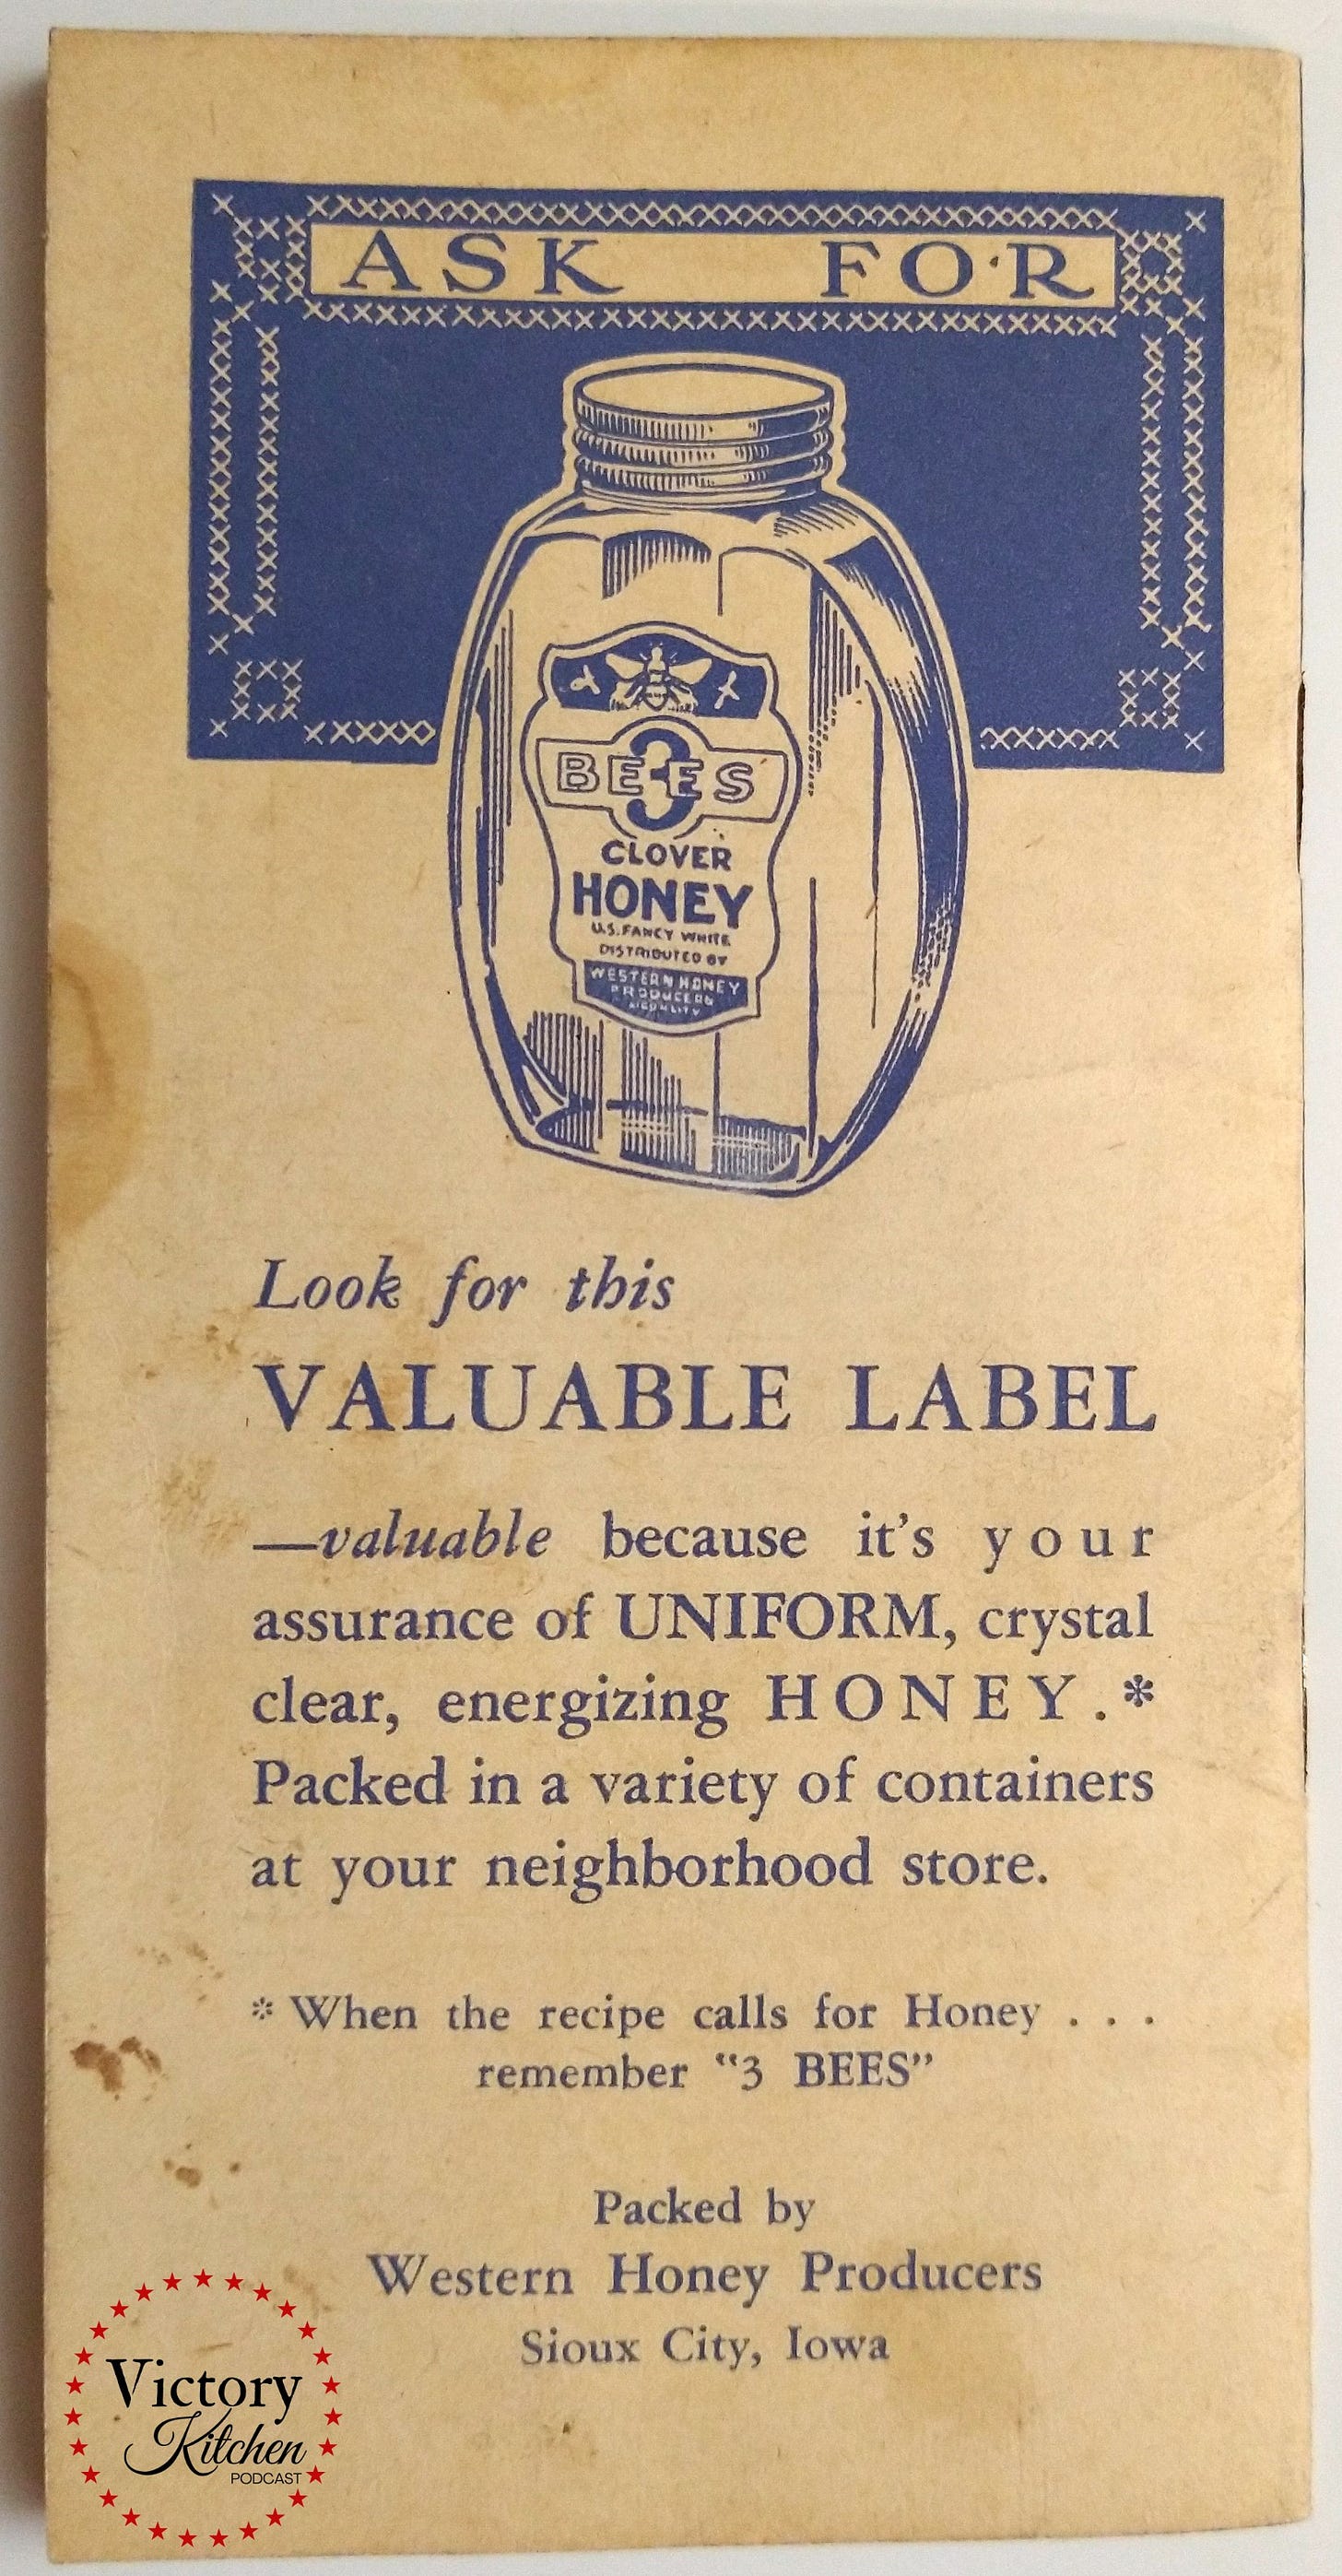 ASK FOR
3
BEES
CLOVER
HONEY
U.S. FANCY WHITE
DISTRIBUTED BY
WESTERN HONEY
PRODUCERS
Look for this
VALUABLE LABEL
—valuable because it's your
assurance of UNIFORM, crystal
clear, energizing HONEY.*
Packed in a variety of containers
at your neighborhood store.
* When the recipe calls for Honey . . .
remember "3 BEES"
Packed by
Western Honey Producers
Sioux City, Iowa
Victory
Kitchen
PODCAST